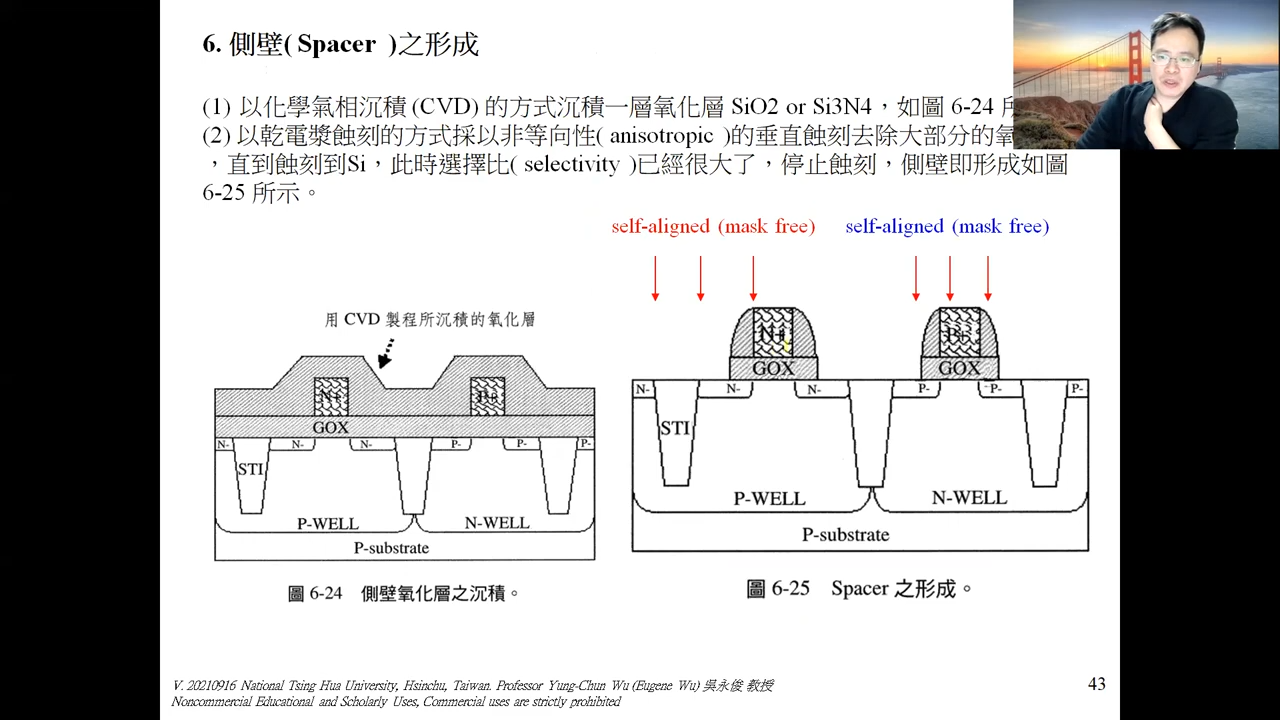 6. 側壁( Spacer )之形成
(1) 以化學氣相沉積 (CVD) 的方式沉積一層氧化層 SiO2 or Si3N4，如圖 6-24
(2) 以乾電漿蝕刻的方式採以非等向性( anisotropic )的垂直蝕刻去除大部分的氧
，直到蝕刻到Si，此時選擇比( selectivity )已經很大了，停止蝕刻，側壁即形成如圖
6-25 所示。
self-aligned (mask free) self-aligned (mask free)
用 CVD 製程所沉積的氧化層
N+ P+
GOX
N- N- N- P- P- P-
STI
P-WELL N-WELL
P-substrate
圖 6-24 側壁氧化層之沉積。
N+ P+
GOX GOX
N- N- N- P- P- P-
STI
P-WELL N-WELL
P-substrate
圖 6-25 Spacer 之形成。
V. 20210916 National Tsing Hua University, Hsinchu, Taiwan. Professor Yung-Chun Wu (Eugene Wu) 吳永俊 教授
Noncommercial Educational and Scholarly Uses, Commercial uses are strictly prohibited
43